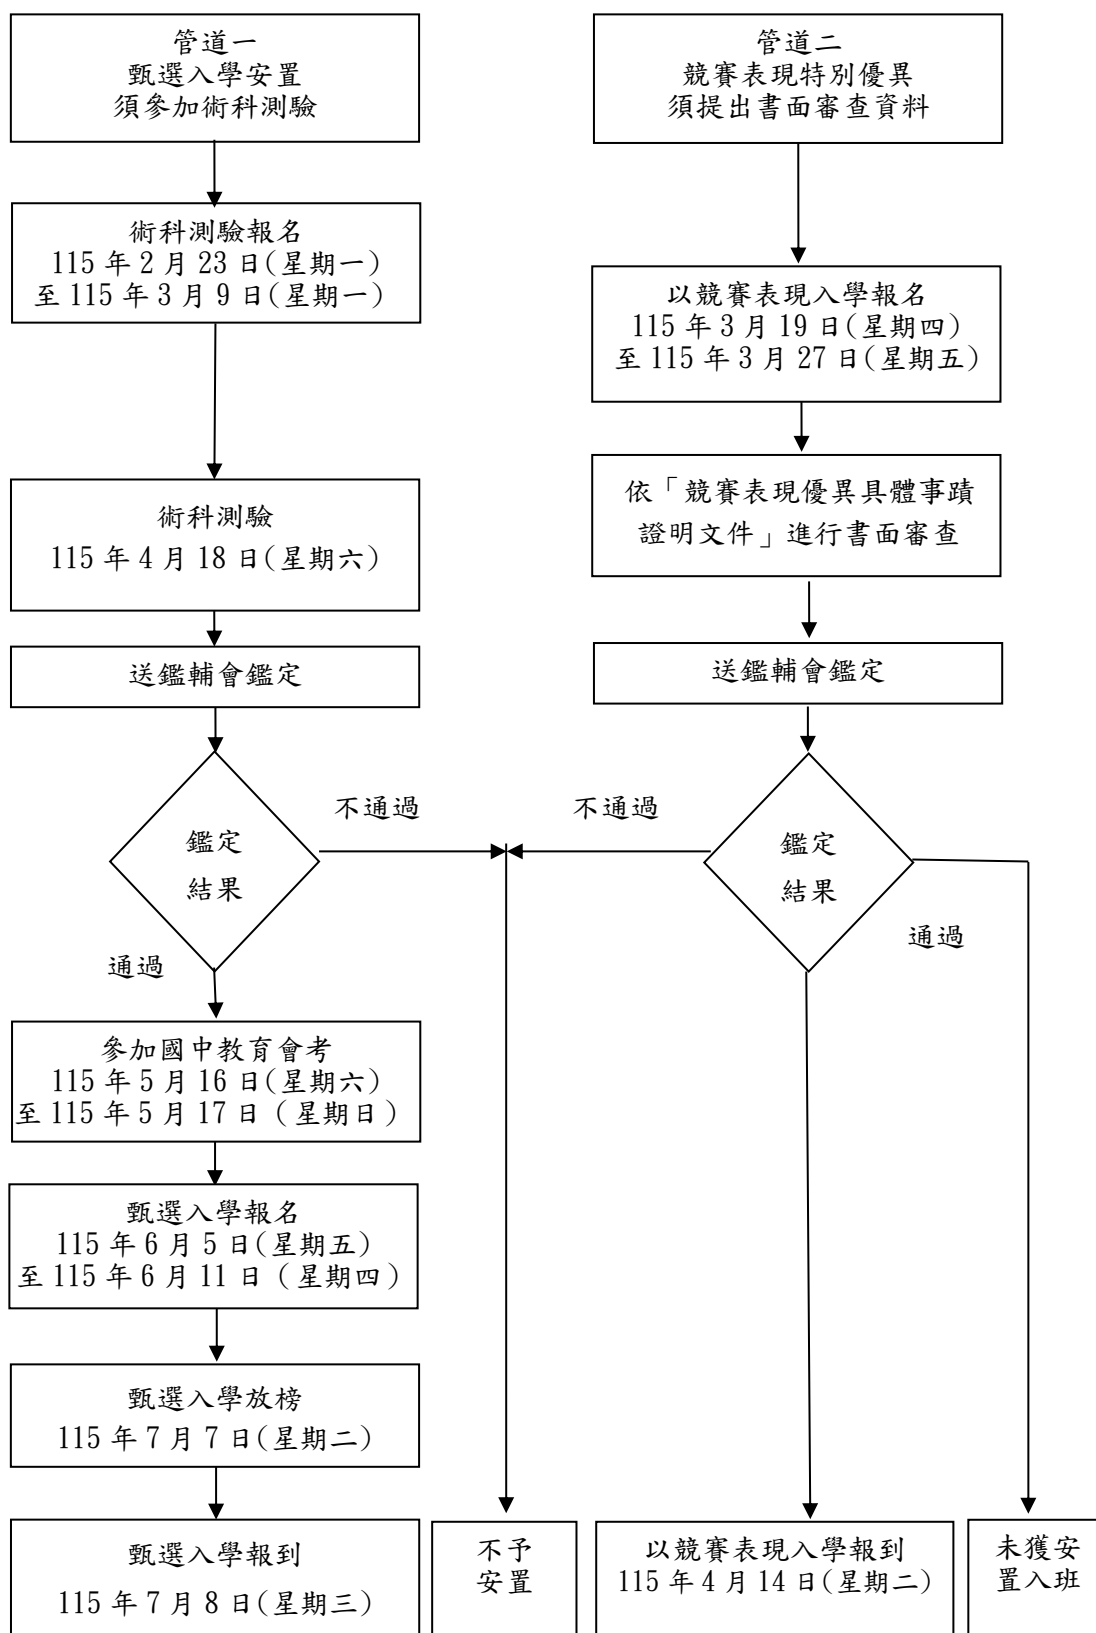 管道一
甄選入學安置
須參加術科測驗
術科測驗報名
115 年 2 月 23 日(星期一)
至 115 年 3 月 9 日(星期一)
術科測驗
115 年 4 月 18 日(星期六)
送鑑輔會鑑定
鑑定
結果
不通過
通過
參加國中教育會考
115 年 5 月 16 日(星期六)
至 115 年 5 月 17 日（星期日）
甄選入學報名
115 年 6 月 5 日(星期五)
至 115 年 6 月 11 日（星期四）
甄選入學放榜
115 年 7 月 7 日(星期二)
甄選入學報到
115 年 7 月 8 日(星期三)
管道二
競賽表現特別優異
須提出書面審查資料
以競賽表現入學報名
115 年 3 月 19 日(星期四)
至 115 年 3 月 27 日(星期五)
依「競賽表現優異具體事蹟
證明文件」進行書面審查
送鑑輔會鑑定
鑑定
結果
不通過
通過
不予
安置
以競賽表現入學報到
115 年 4 月 14 日(星期二)
未獲安
置入班